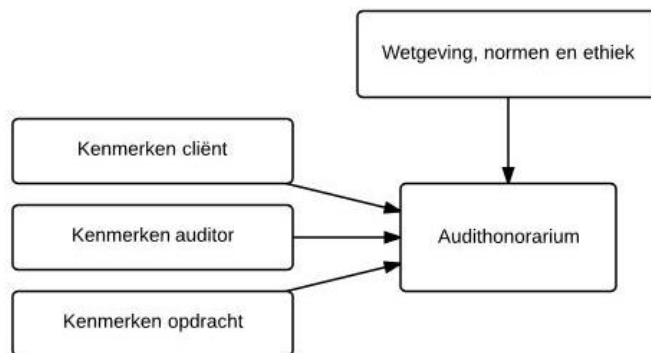 Wetgeving, normen en ethiek
Kenmerken cliënt
Kenmerken auditor
Audithonorarium
Kenmerken opdracht